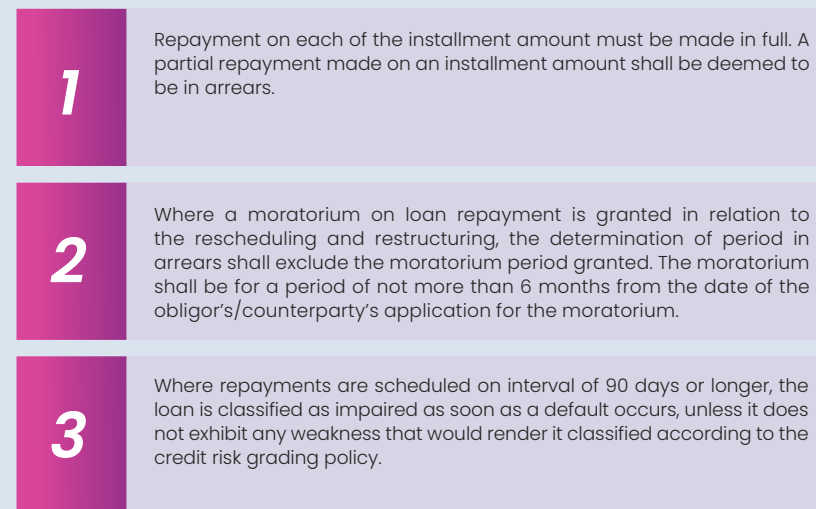 1
Repayment on each of the installment amount must be made in full. A
partial repayment made on an installment amount shall be deemed to
be in arrears.
2
Where a moratorium on loan repayment is granted in relation to
the rescheduling and restructuring, the determination of period in
arrears shall exclude the moratorium period granted. The moratorium
shall be for a period of not more than 6 months from the date of the
obligor's/counterparty's application for the moratorium.
3
Where repayments are scheduled on interval of 90 days or longer, the
loan is classified as impaired as soon as a default occurs, unless it does
not exhibit any weakness that would render it classified according to the
credit risk grading policy.